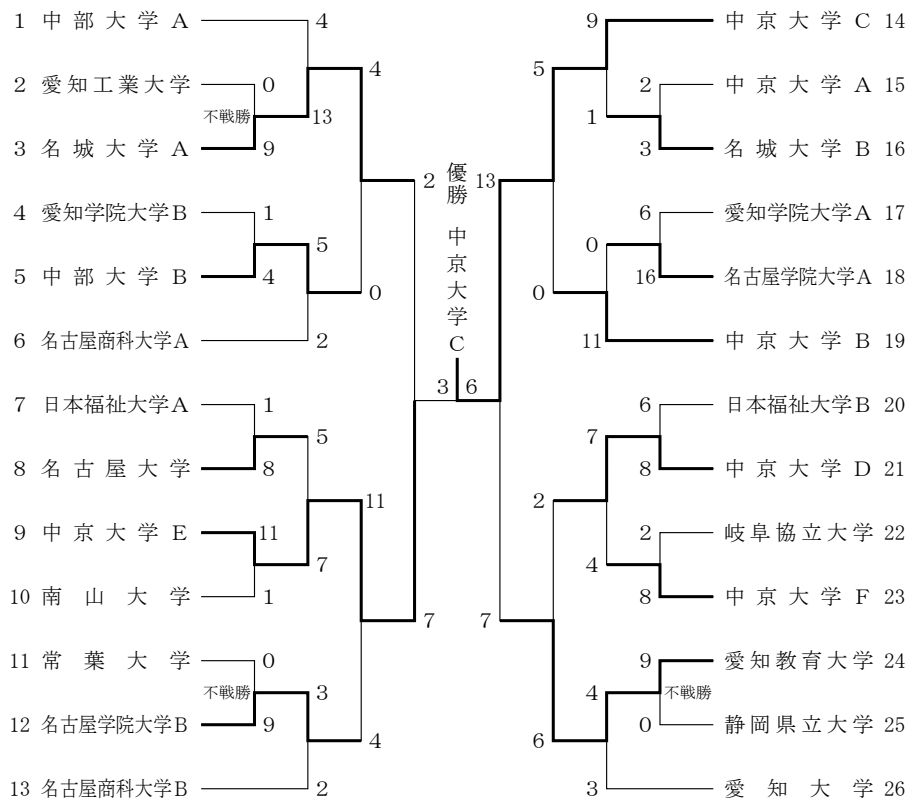 1 中部大学A 4
2 愛知工業大学 0
不戦勝 13
3 名城大学A 9
4
4 愛知学院大学B 1
5
5 中部大学B 4
0
6 名古屋商科大学A 2
2
7 日本福祉大学A 1
5
8 名古屋大学 8
11
9 中京大学E 11
7
10 南山大学 1
7
11 常葉大学 0
不戦勝 3
12 名古屋学院大学B 9
4
13 名古屋商科大学B 2
優勝 中京大学C
3 6
9 中京大学C 14
5
2 中京大学A 15
1
3 名城大学B 16
13
6 愛知学院大学A 17
0
16 名古屋学院大学A 18
0
11 中京大学B 19
6 日本福祉大学B 20
7
8 中京大学D 21
2
2 岐阜協立大学 22
4
8 中京大学F 23
7
9 愛知教育大学 24
4 不戦勝
0 静岡県立大学 25
6
3 愛知大学 26